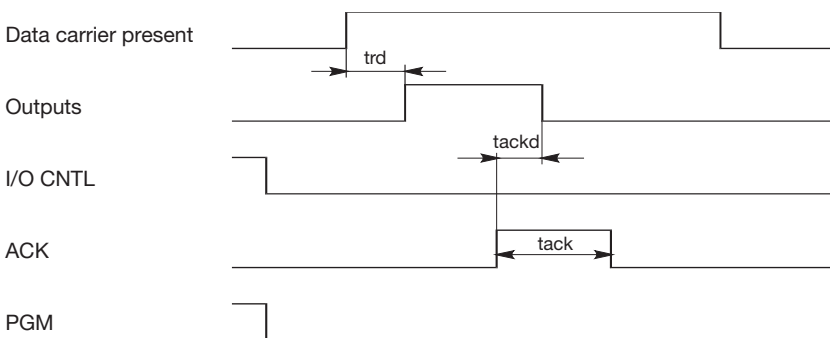 Data carrier present
trd
Outputs
tackd
I/O CNTL
ACK
tack
PGM